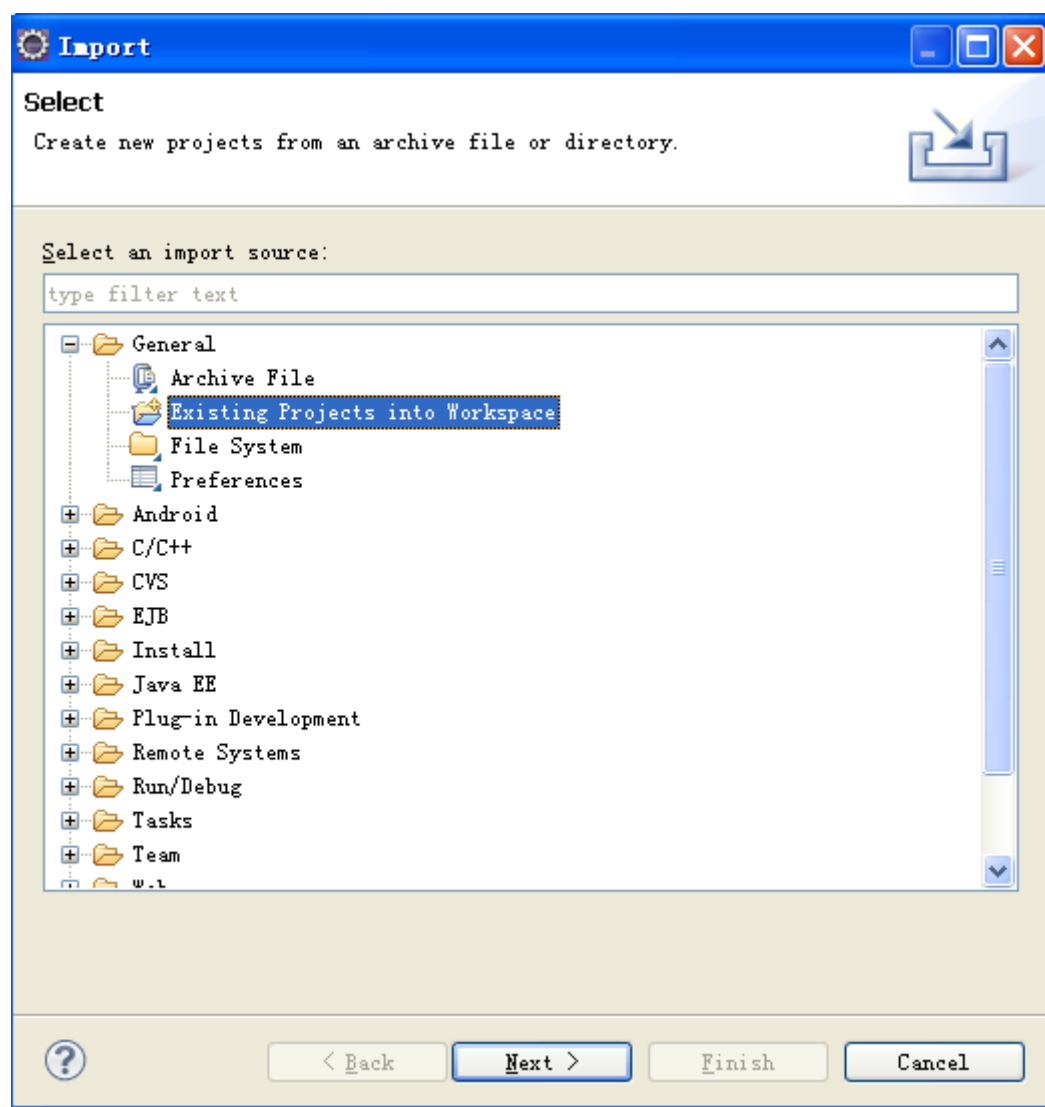 Import
Select
Create new projects from an archive file or directory.
Select an import source:
type filter text
General
Archive File
Existing Projects into Workspace
File System
Preferences
Android
C/C++
CVS
EJB
Install
Java EE
Plug-in Development
Remote Systems
Run/Debug
Tasks
Team
?
< Back Next > Finish Cancel